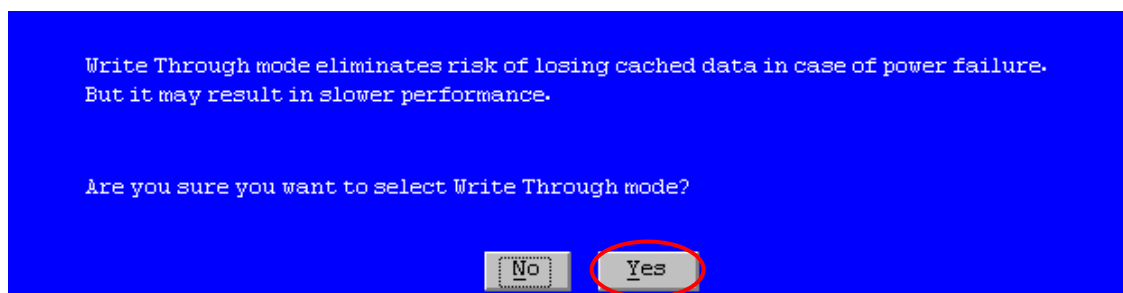 Write Through mode eliminates risk of losing cached data in case of power failure.
But it may result in slower performance.
Are you sure you want to select Write Through mode?
No Yes